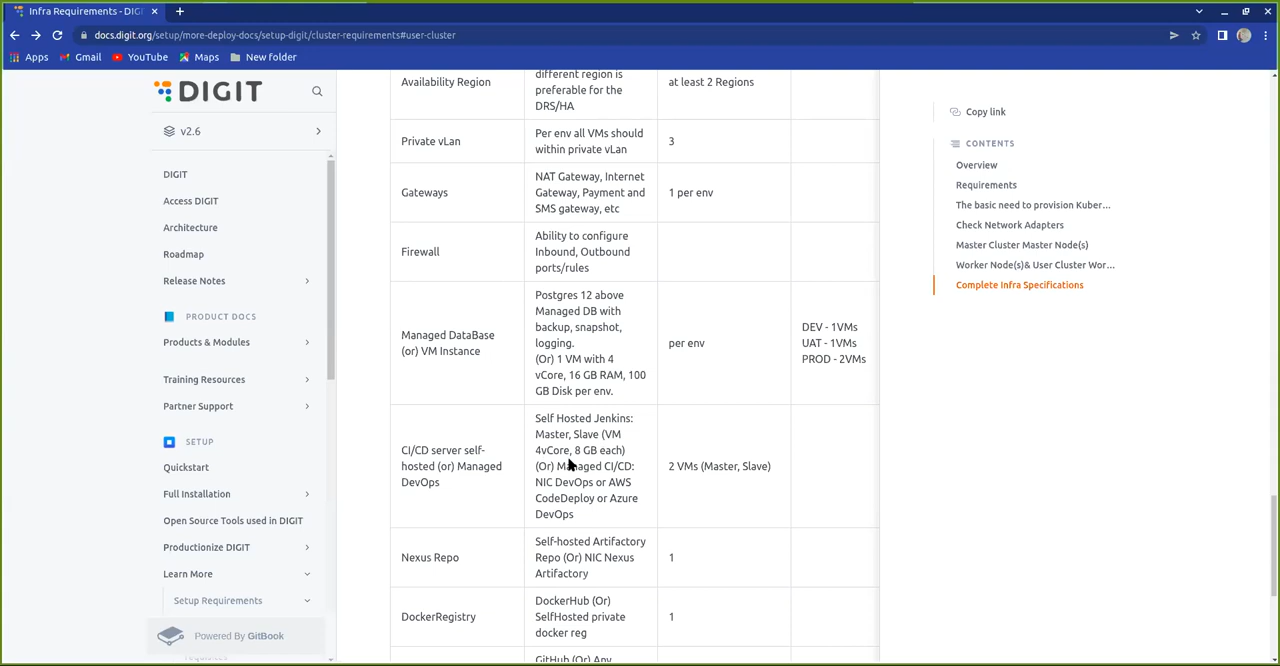 Infra Requirements - DIG
docs.digit.org/setup/more-deploy-docs/setup-digit/cluster-requirements#user-cluster
Apps
Gmail
YouTube
Maps
New folder
DIGIT
v2.6
DIGIT
Access DIGIT
Architecture
Roadmap
Release Notes
PRODUCT DOCS
Products & Modules
Training Resources
Partner Support
SETUP
Quickstart
Full Installation
Open Source Tools used in DIGIT
Productionize DIGIT
Learn More
Setup Requirements
Powered By GitBook
Availability Region
different region is
preferable for the
DRS/HA
at least 2 Regions
Private vLan
Per env all VMs should
within private vLan
3
Gateways
NAT Gateway, Internet
Gateway, Payment and
SMS gateway, etc
1 per env
Firewall
Ability to configure
Inbound, Outbound
ports/rules
Managed DataBase
(or) VM Instance
Postgres 12 above
Managed DB with
backup, snapshot,
logging.
(Or) 1 VM with 4
vCore, 16 GB RAM, 100
GB Disk per env.
per env
DEV - 1VMs
UAT - 1VMs
PROD - 2VMs
CI/CD server self-
hosted (or) Managed
DevOps
Self Hosted Jenkins:
Master, Slave (VM
4vCore, 8 GB each)
(Or) Managed CI/CD:
NIC DevOps or AWS
CodeDeploy or Azure
DevOps
2 VMs (Master, Slave)
Nexus Repo
Self-hosted Artifactory
Repo (Or) NIC Nexus
Artifactory
1
DockerRegistry
DockerHub (Or)
SelfHosted private
docker reg
1
GitHub (Or) Any
Copy link
CONTENTS
Overview
Requirements
The basic need to provision Kuber...
Check Network Adapters
Master Cluster Master Node(s)
Worker Node(s)& User Cluster Wor...
Complete Infra Specifications